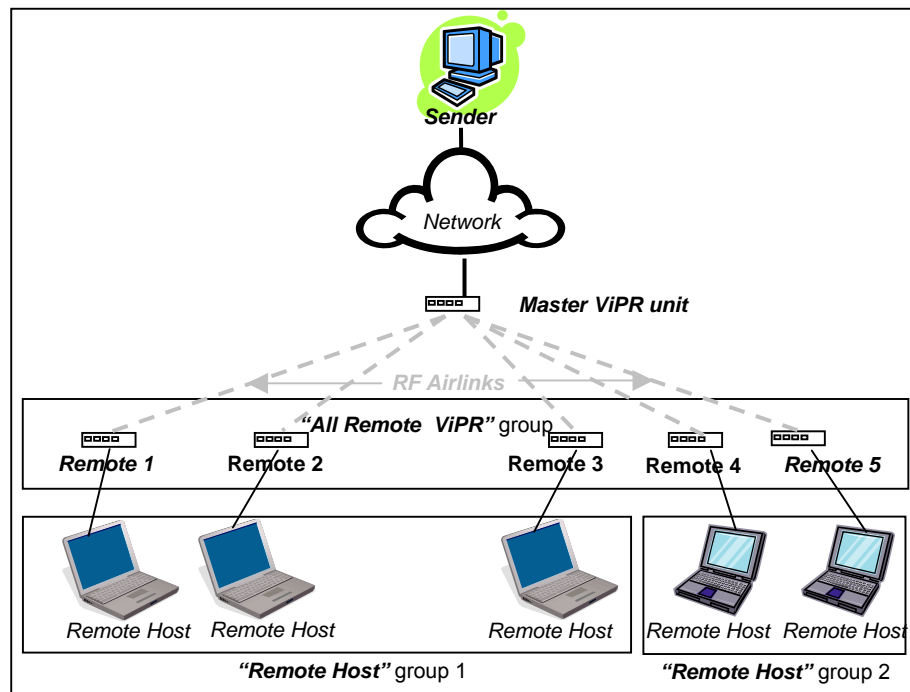 Sender
Network
Master ViPR unit
RF Airlinks
“All Remote ViPR” group
Remote 1
Remote 2
Remote 3
Remote 4
Remote 5
Remote Host
Remote Host
Remote Host
Remote Host
Remote Host
“Remote Host” group 1
“Remote Host” group 2